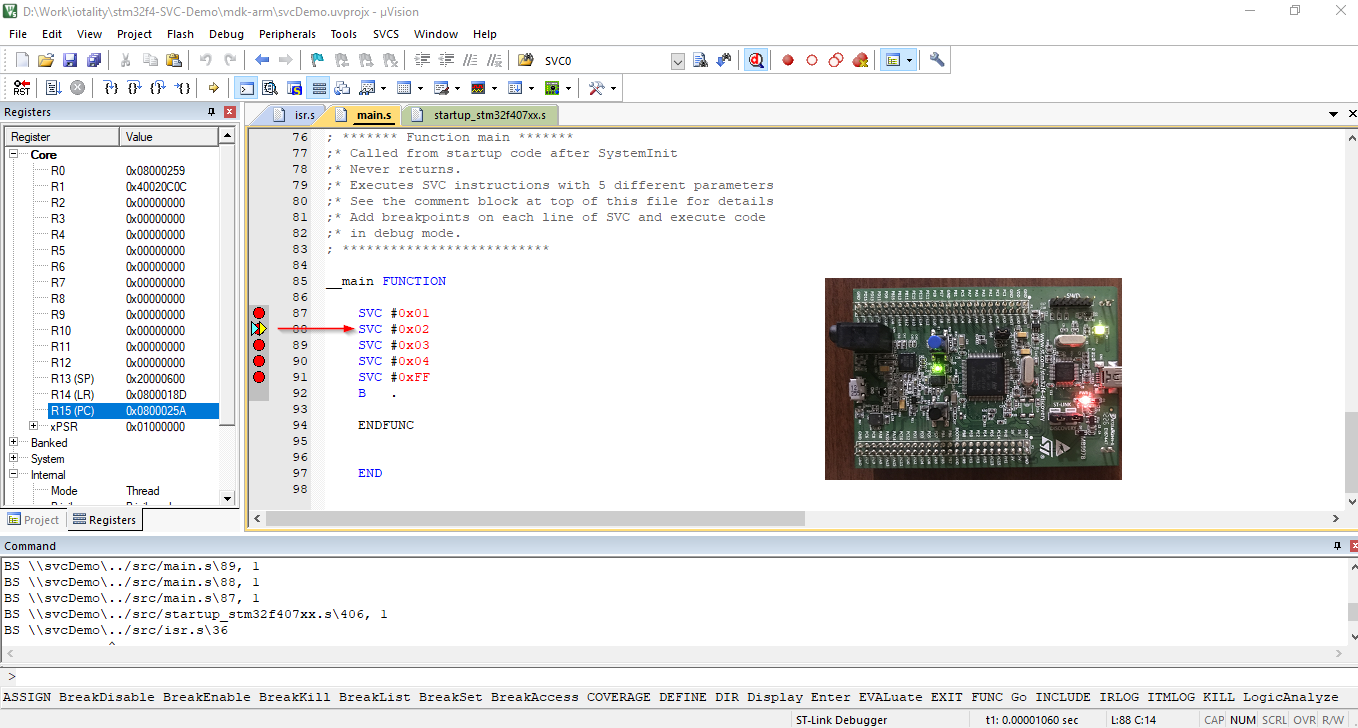 D:\Work\iotality\stm32f4-SVC-Demo\mdk-arm\svcDemo.uvprojx - µVision
File Edit View Project Flash Debug Peripherals Tools SVCS Window Help
SVC0
RST
Registers
isr.s main.s startup_stm32f407xx.s
Register Value
Core
R0 0x08000259
R1 0x40020C0C
R2 0x00000000
R3 0x00000000
R4 0x00000000
R5 0x00000000
R6 0x00000000
R7 0x00000000
R8 0x00000000
R9 0x00000000
R10 0x00000000
R11 0x00000000
R12 0x00000000
R13 (SP) 0x20000600
R14 (LR) 0x0800018D
R15 (PC) 0x0800025A
xPSR 0x01000000
Banked
System
Internal
Mode Thread
Project Registers
76 ; ******* Function main *******
77 ;* Called from startup code after SystemInit
78 ;* Never returns.
79 ;* Executes SVC instructions with 5 different parameters
80 ;* See the comment block at top of this file for details
81 ;* Add breakpoints on each line of SVC and execute code
82 ;* in debug mode.
83 ; **************************
84
85 __main FUNCTION
86
87 SVC #0x01
88 SVC #0x02
89 SVC #0x03
90 SVC #0x04
91 SVC #0xFF
92 B .
93
94 ENDFUNC
95
96
97 END
98
ST-LINK
Command
BS \\svcDemo\../src/main.s\89, 1
BS \\svcDemo\../src/main.s\88, 1
BS \\svcDemo\../src/main.s\87, 1
BS \\svcDemo\../src/startup_stm32f407xx.s\406, 1
BS \\svcDemo\../src/isr.s\36
^
>
ASSIGN BreakDisable BreakEnable BreakKill BreakList BreakSet BreakAccess COVERAGE DEFINE DIR Display Enter EVALuate EXIT FUNC Go INCLUDE IRLOG ITMLOG KILL LogicAnalyze
ST-Link Debugger t1: 0.00001060 sec L:88 C:14 CAP NUM SCRL OVR R/W